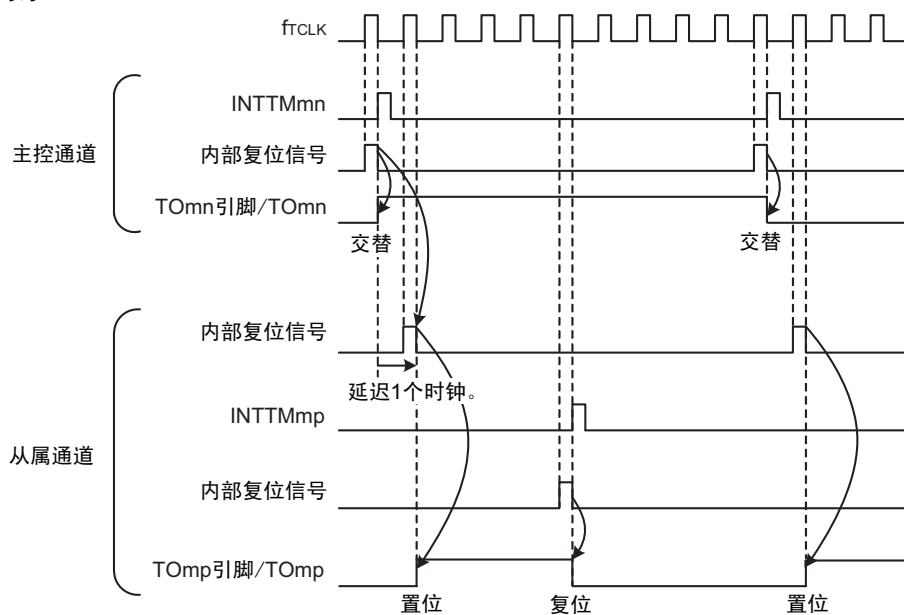 fTCLK
INTTMmn
主控通道
内部复位信号
TOmn引脚/TOmn
交替
交替
内部复位信号
延迟1个时钟。
INTTMmp
从属通道
内部复位信号
TOmp引脚/TOmp
置位
复位
置位